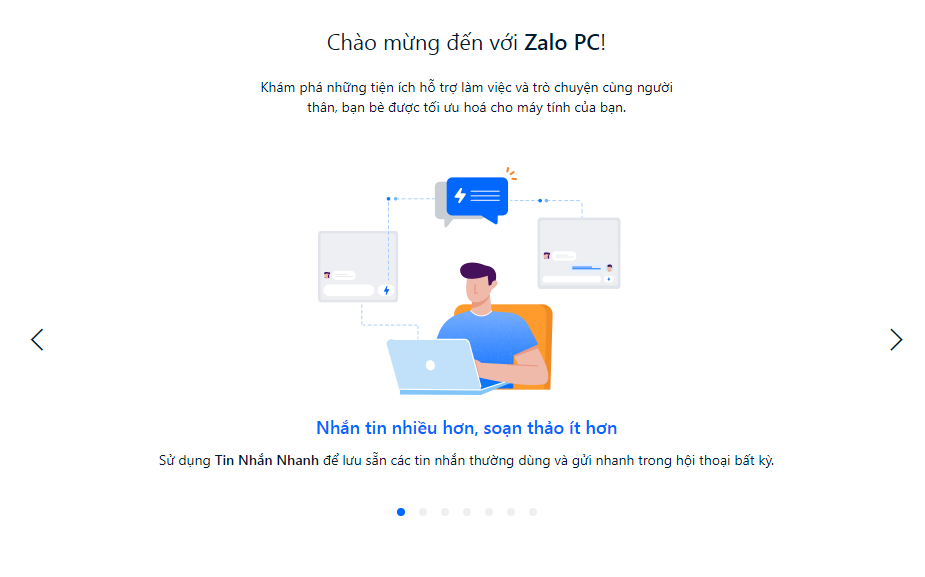 Chào mừng đến với Zalo PC!
Khám phá những tiện ích hỗ trợ làm việc và trò chuyện cùng người
thân, bạn bè được tối ưu hoá cho máy tính của bạn.
Nhắn tin nhiều hơn, soạn thảo ít hơn
Sử dụng Tin Nhắn Nhanh để lưu sẵn các tin nhắn thường dùng và gửi nhanh trong hội thoại bất kỳ.